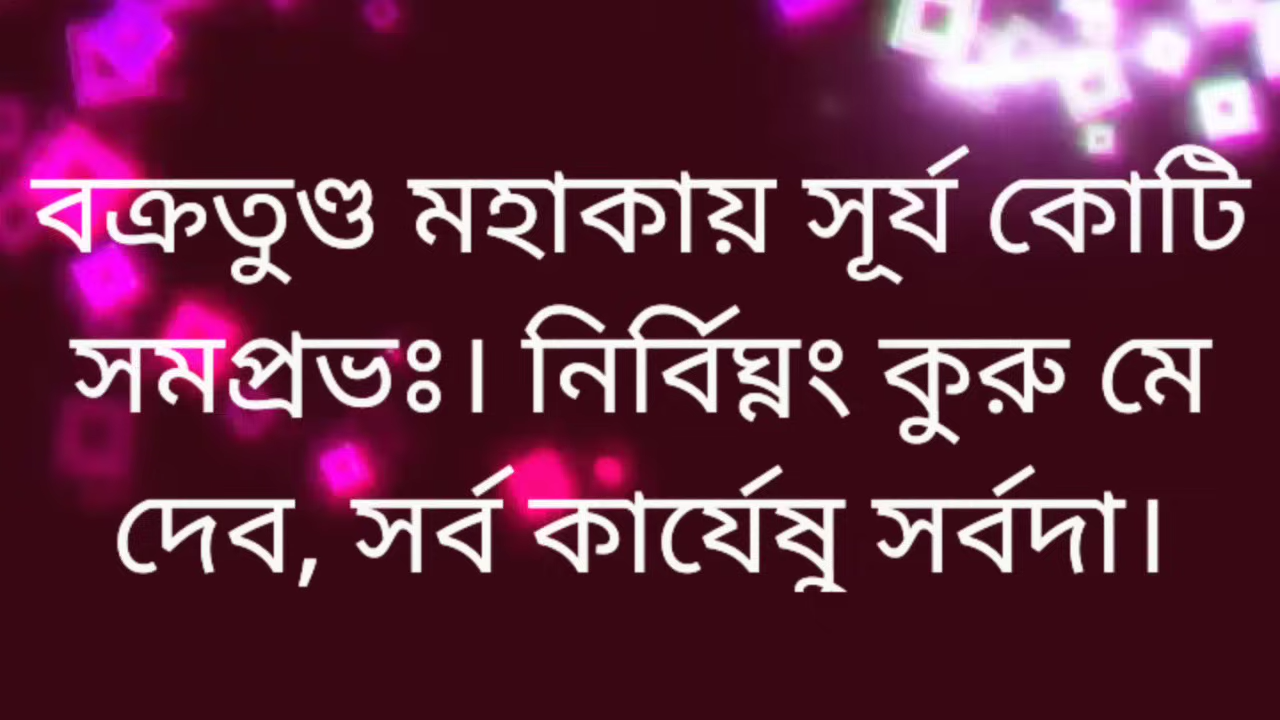 বক্রতুণ্ড মহাকায় সূর্য কোটি
সমপ্রভঃ। নির্বিঘ্নং কুরু মে
দেব, সর্ব কার্যেষু সর্বদা।